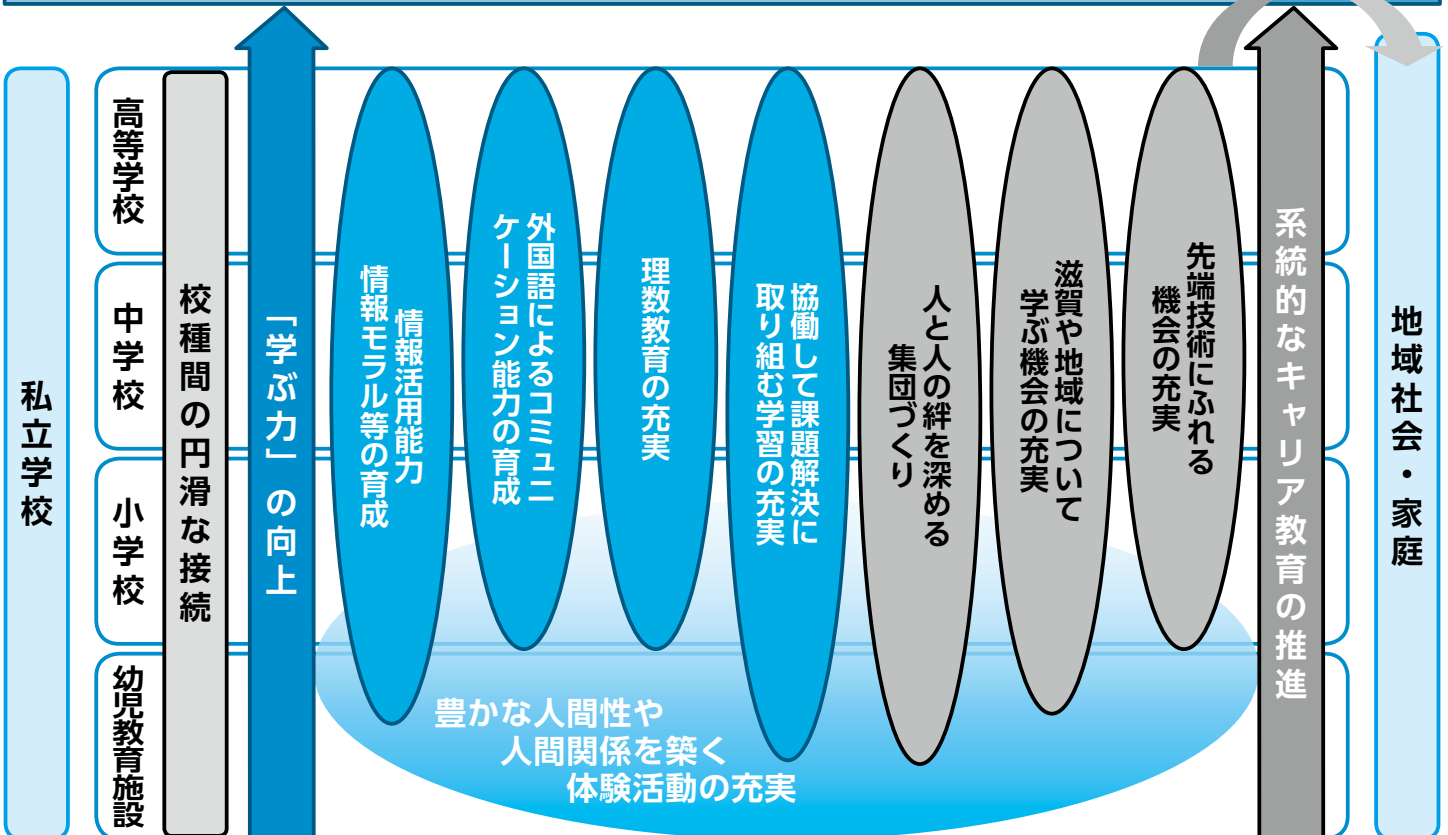 私立学校
高等学校
中学校
小学校
幼児教育施設
校種間の円滑な接続
「学ぶ力」の向上
情報活用能力
情報モラル等の育成
外国語によるコミュニ
ケーション能力の育成
理数教育の充実
協働して課題解決に
取り組む学習の充実
人と人の絆を深める
集団づくり
滋賀や地域について
学ぶ機会の充実
先端技術にふれる
機会の充実
系統的なキャリア教育の推進
地域社会・家庭
豊かな人間性や
人間関係を築く
体験活動の充実